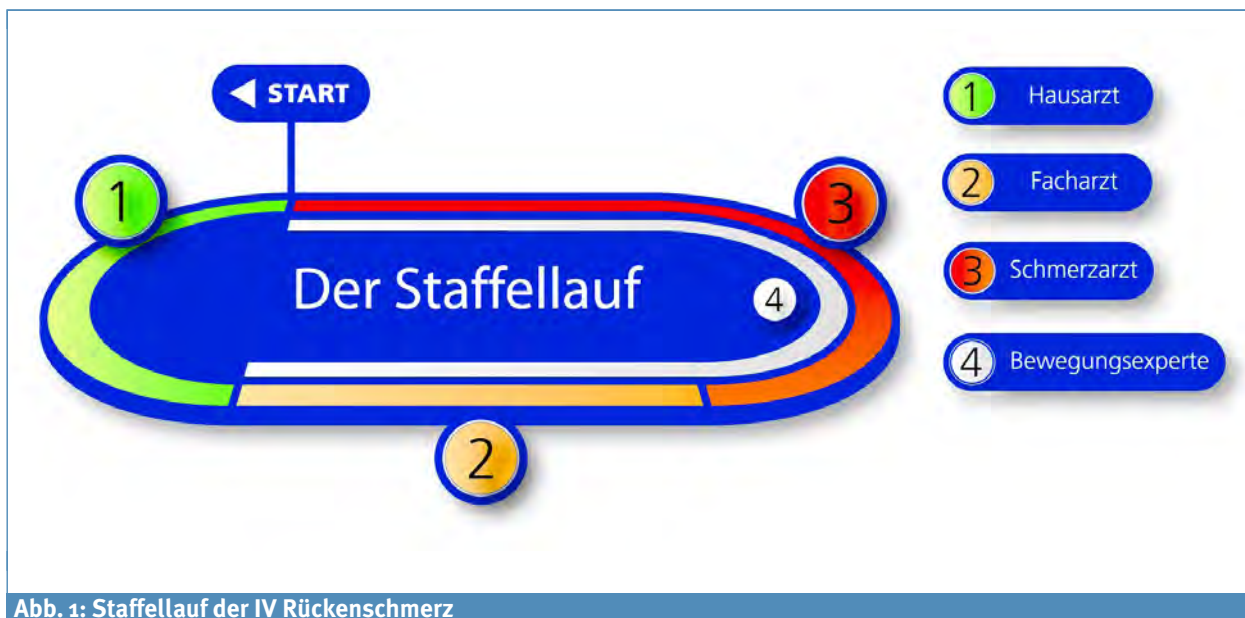 START
1
Der Staffellauf
4
3
2
1 Hausarzt
2 Facharzt
3 Schmerzarzt
4 Bewegungsexperte
Abb. 1: Staffellauf der IV Rückenschmerz